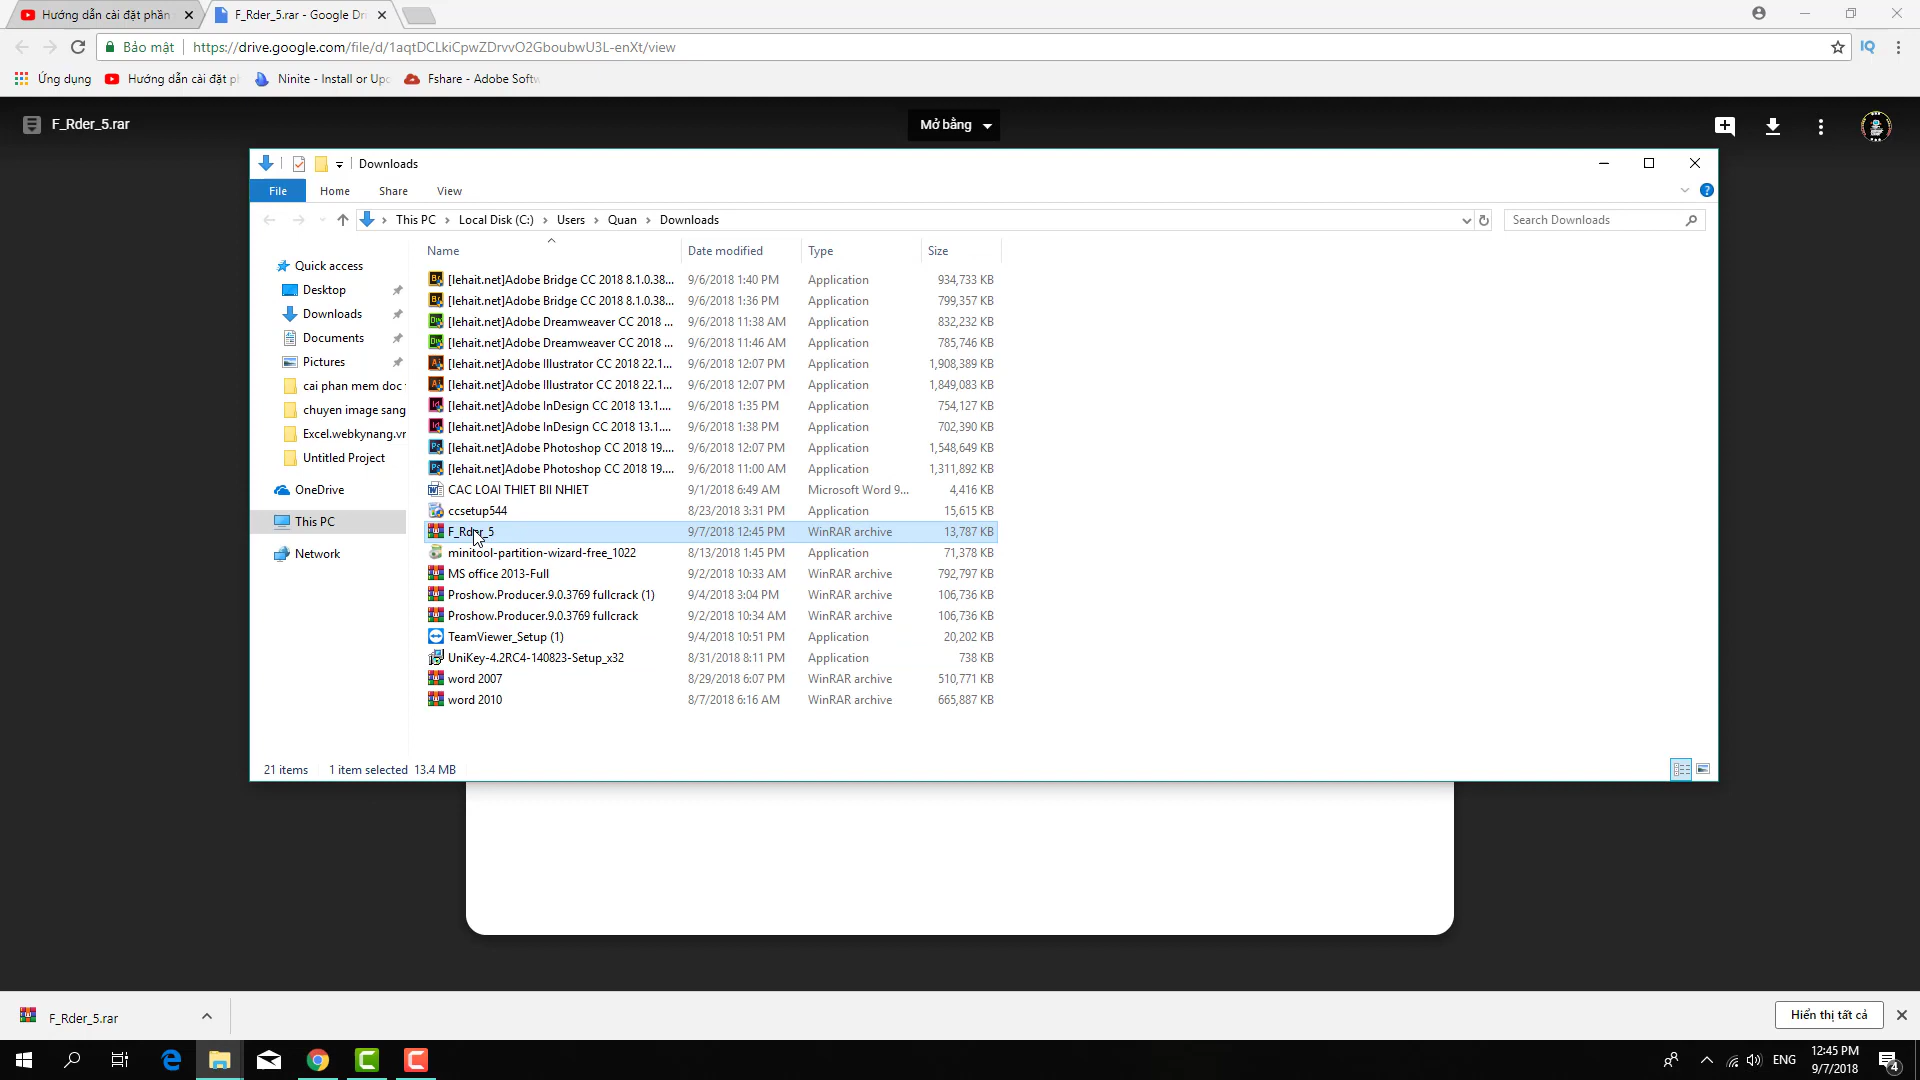 Hướng dẫn cài đặt phần
F_Rder_5.rar - Google Dr
Bảo mật
https://drive.google.com/file/d/1aqtDCLkiCpwZDrvvO2GboubwU3L-enXt/view
IQ
Ứng dụng
Hướng dẫn cài đặt p
Ninite - Install or Up
Fshare - Adobe Soft
F_Rder_5.rar
Mở bằng
Downloads
File
Home
Share
View
This PC
Local Disk (C:)
Users
Quan
Downloads
Search Downloads
Name
Date modified
Type
Size
Quick access
Desktop
Downloads
Documents
Pictures
cai phan mem doc
chuyen image sang
Excel.webkynang.vn
Untitled Project
OneDrive
This PC
Network
[lehait.net]Adobe Bridge CC 2018 8.1.0.38... 9/6/2018 1:40 PM Application 934,733 KB
[lehait.net]Adobe Bridge CC 2018 8.1.0.38... 9/6/2018 1:36 PM Application 799,357 KB
[lehait.net]Adobe Dreamweaver CC 2018 ... 9/6/2018 11:38 AM Application 832,232 KB
[lehait.net]Adobe Dreamweaver CC 2018 ... 9/6/2018 11:46 AM Application 785,746 KB
[lehait.net]Adobe Illustrator CC 2018 22.1.... 9/6/2018 12:07 PM Application 1,908,389 KB
[lehait.net]Adobe Illustrator CC 2018 22.1.... 9/6/2018 12:07 PM Application 1,849,083 KB
[lehait.net]Adobe InDesign CC 2018 13.1.... 9/6/2018 1:35 PM Application 754,127 KB
[lehait.net]Adobe InDesign CC 2018 13.1.... 9/6/2018 1:38 PM Application 702,390 KB
[lehait.net]Adobe Photoshop CC 2018 19.... 9/6/2018 12:07 PM Application 1,548,649 KB
[lehait.net]Adobe Photoshop CC 2018 19.... 9/6/2018 11:00 AM Application 1,311,892 KB
CAC LOAI THIET BII NHIET 9/1/2018 6:49 AM Microsoft Word 9... 4,416 KB
ccsetup544 8/23/2018 3:31 PM Application 15,615 KB
F_Rder_5 9/7/2018 12:45 PM WinRAR archive 13,787 KB
minitool-partition-wizard-free_1022 8/13/2018 1:45 PM Application 71,378 KB
MS office 2013-Full 9/2/2018 10:33 AM WinRAR archive 792,797 KB
Proshow.Producer.9.0.3769 fullcrack (1) 9/4/2018 3:04 PM WinRAR archive 106,736 KB
Proshow.Producer.9.0.3769 fullcrack 9/2/2018 10:34 AM WinRAR archive 106,736 KB
TeamViewer_Setup (1) 9/4/2018 10:51 PM Application 20,202 KB
UniKey-4.2RC4-140823-Setup_x32 8/31/2018 8:11 PM Application 738 KB
word 2007 8/29/2018 6:07 PM WinRAR archive 510,771 KB
word 2010 8/7/2018 6:16 AM WinRAR archive 665,887 KB
21 items
1 item selected 13.4 MB
F_Rder_5.rar
Hiển thị tất cả
ENG
12:45 PM
9/7/2018
4